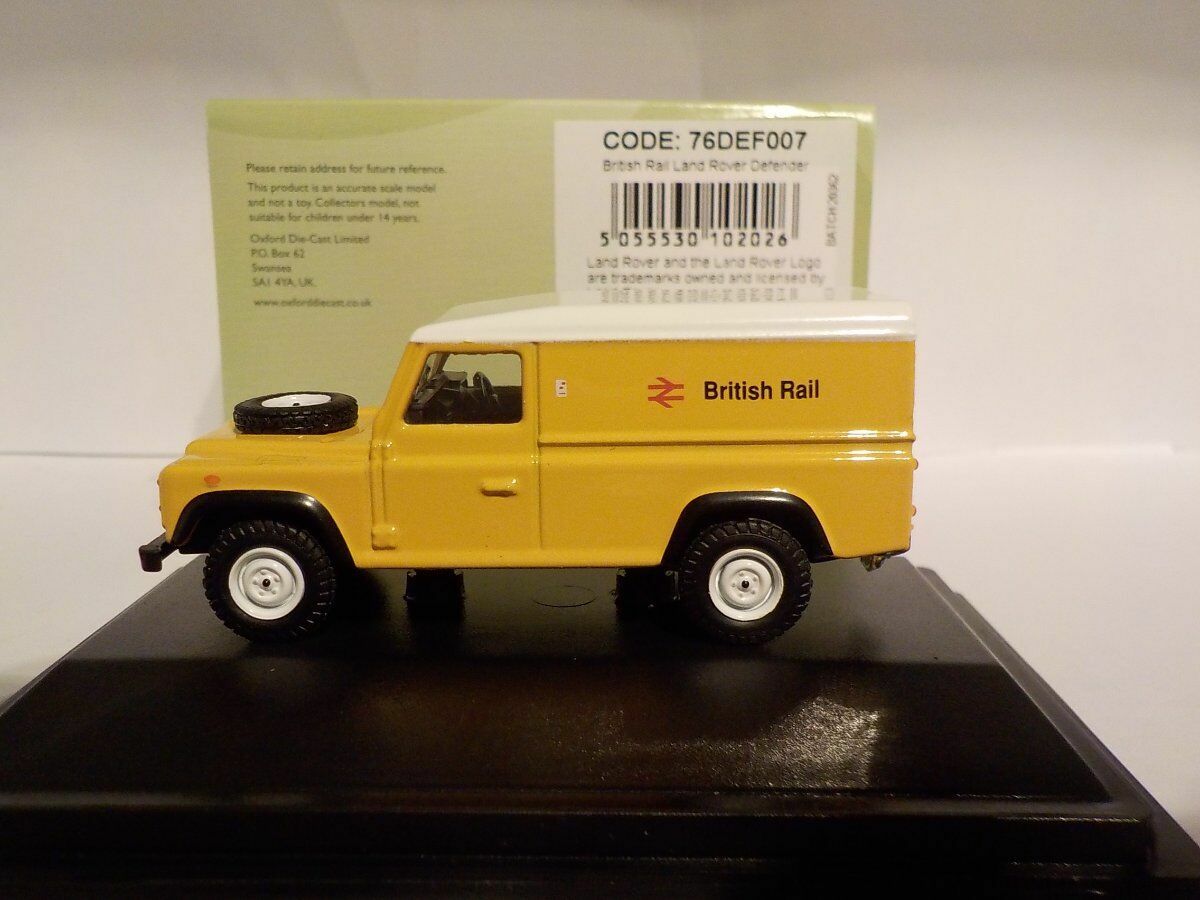 Please retain address for future reference.
This product is an accurate scale model
and not a toy. Collectors model, not
suitable for children under 14 years.
Oxford Die-Cast Limited
P.O. Box 62
Swansea
SA1 4YA, UK.
www.oxforddiecast.co.uk
CODE: 76DEF007
British Rail Land Rover Defender
5 055530 102026
BATCH 28362
Land Rover and the Land Rover Logo
are trademarks owned and licensed by
British Rail